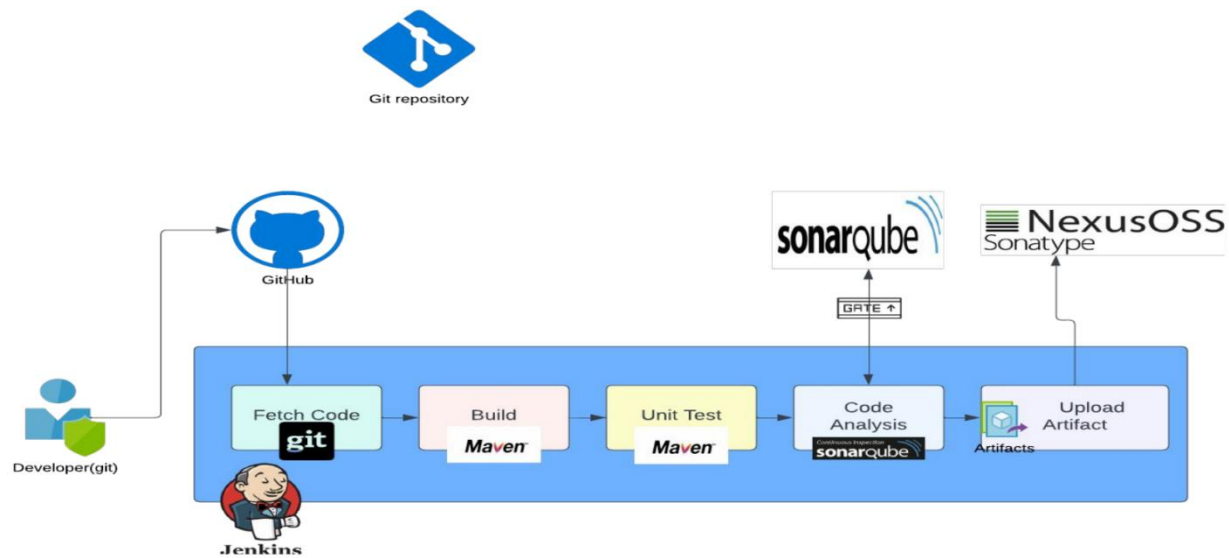 Git repository
GitHub
sonarqube
NexusOSS
Sonatype
GATE ↑
Developer(git)
Fetch Code
git
Build
Maven
Unit Test
Maven
Code
Analysis
Continuous Inspection
sonarqube
Upload
Artifact
Artifacts
Jenkins